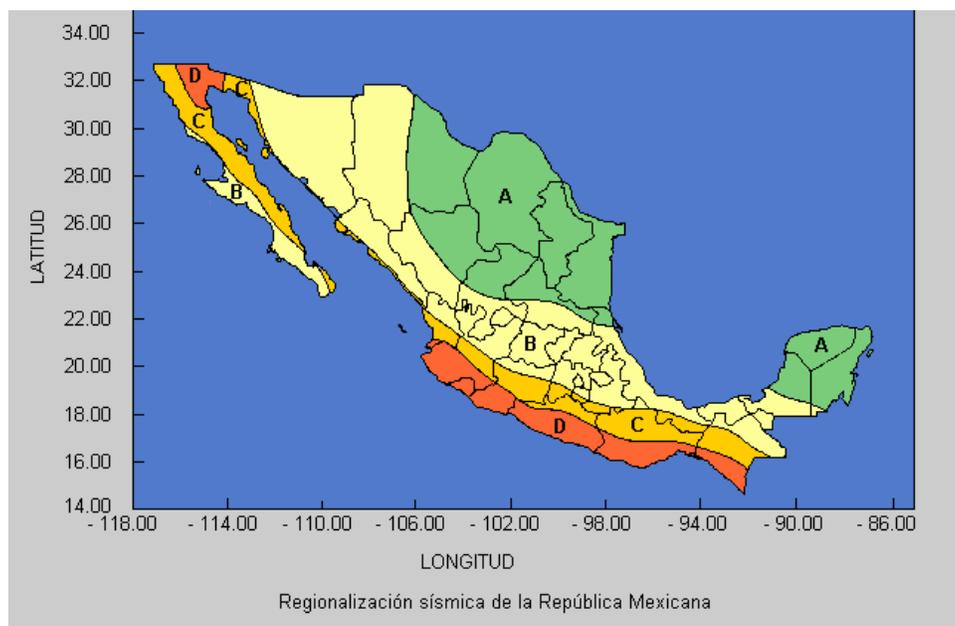 34.00
32.00
30.00
28.00
26.00
24.00
22.00
20.00
18.00
16.00
14.00
LATITUD
D
C
C
B
A
B
A
D
C
- 118.00 - 114.00 - 110.00 - 106.00 - 102.00 - 98.00 - 94.00 - 90.00 - 86.00
LONGITUD
Regionalización sísmica de la República Mexicana